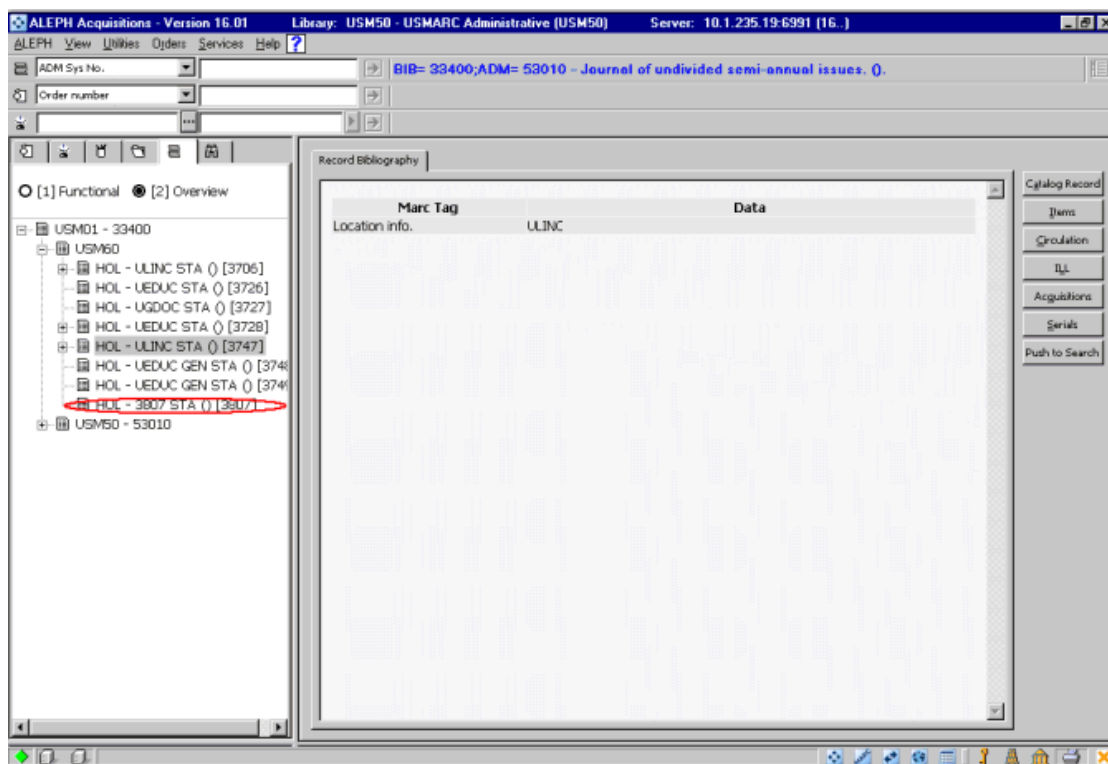 ALEPH Acquisitions - Version 16.01 Library: USM50 - USMARC Administrative (USM50) Server: 10.1.235.19:6991 (16..)
ALEPH View Utilities Orders Services Help ?
ADM Sys No. BIB= 33400;ADM= 53010 - Journal of undivided semi-annual issues. ().
Order number
Record Bibliography
[1] Functional [2] Overview
Marc Tag Data
Location info. ULINC
USM01 - 33400
USM60
HOL - ULINC STA () [3706]
HOL - UEDUC STA () [3726]
HOL - UGDOC STA () [3727]
HOL - UEDUC STA () [3728]
HOL - ULINC STA () [3747]
HOL - UEDUC GEN STA () [3748
HOL - UEDUC GEN STA () [3749
HOL - 3807 STA () [3807]
USM50 - 53010
Catalog Record
Items
Circulation
ILL
Acquisitions
Serials
Push to Search